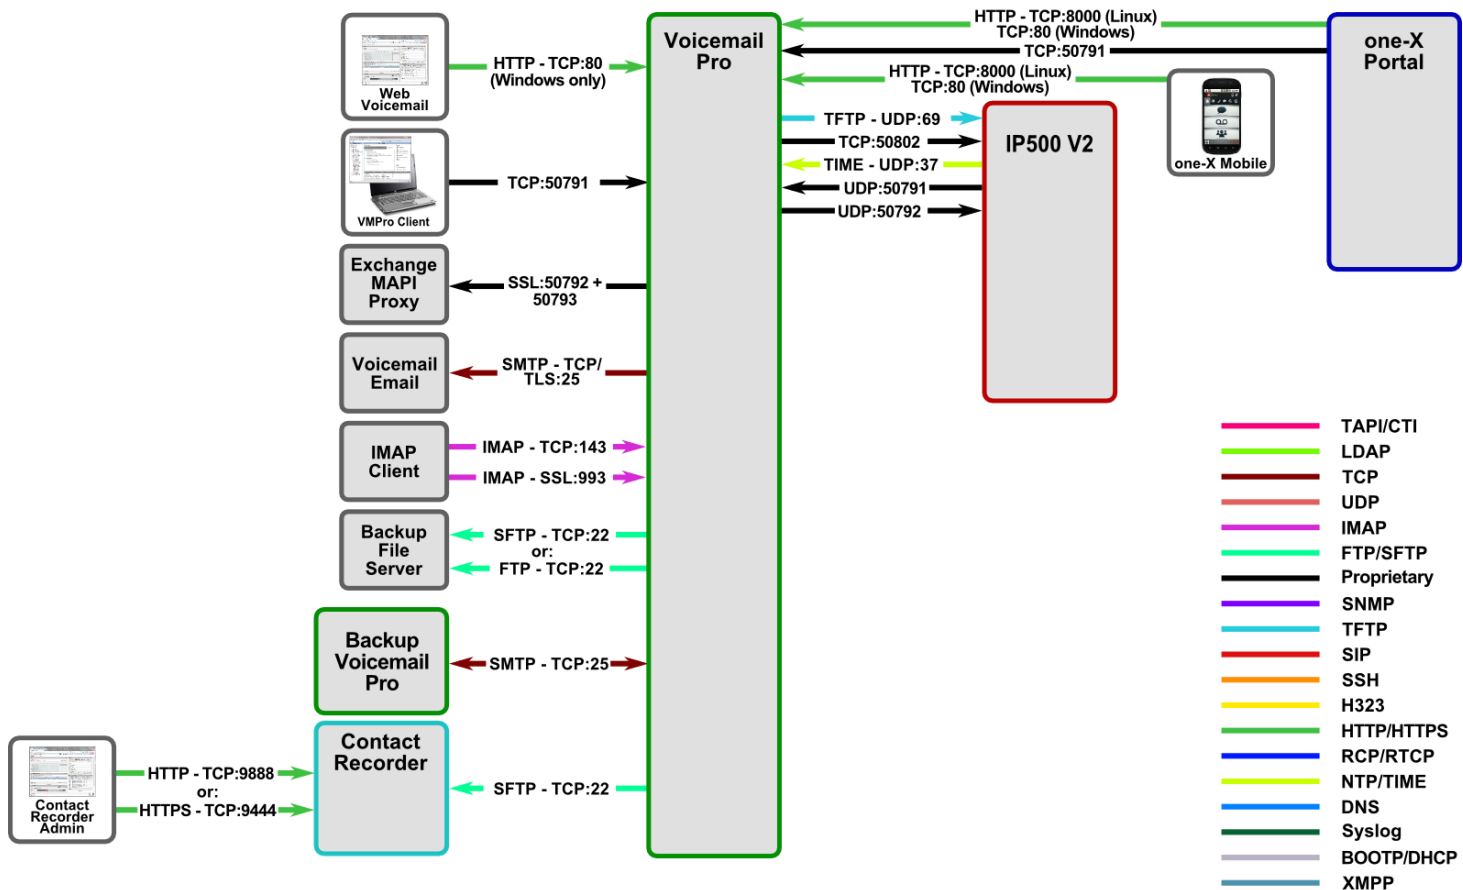 HTTP - TCP:8000 (Linux)
TCP:80 (Windows)
TCP:50791
HTTP - TCP:8000 (Linux)
TCP:80 (Windows)
Voicemail
Pro
one-X
Portal
HTTP - TCP:80
(Windows only)
Web
Voicemail
TFTP - UDP:69
TCP:50802
TIME - UDP:37
UDP:50791
UDP:50792
IP500 V2
one-X Mobile
TCP:50791
VMPro Client
Exchange
MAPI
Proxy
SSL:50792 +
50793
Voicemail
Email
SMTP - TCP/
TLS:25
IMAP
Client
IMAP - TCP:143
IMAP - SSL:993
Backup
File
Server
SFTP - TCP:22
or:
FTP - TCP:22
Backup
Voicemail
Pro
SMTP - TCP:25
Contact
Recorder
SFTP - TCP:22
HTTP - TCP:9888
or:
HTTPS - TCP:9444
Contact
Recorder
Admin
TAPI/CTI
LDAP
TCP
UDP
IMAP
FTP/SFTP
Proprietary
SNMP
TFTP
SIP
SSH
H323
HTTP/HTTPS
RCP/RTCP
NTP/TIME
DNS
Syslog
BOOTP/DHCP
XMPP